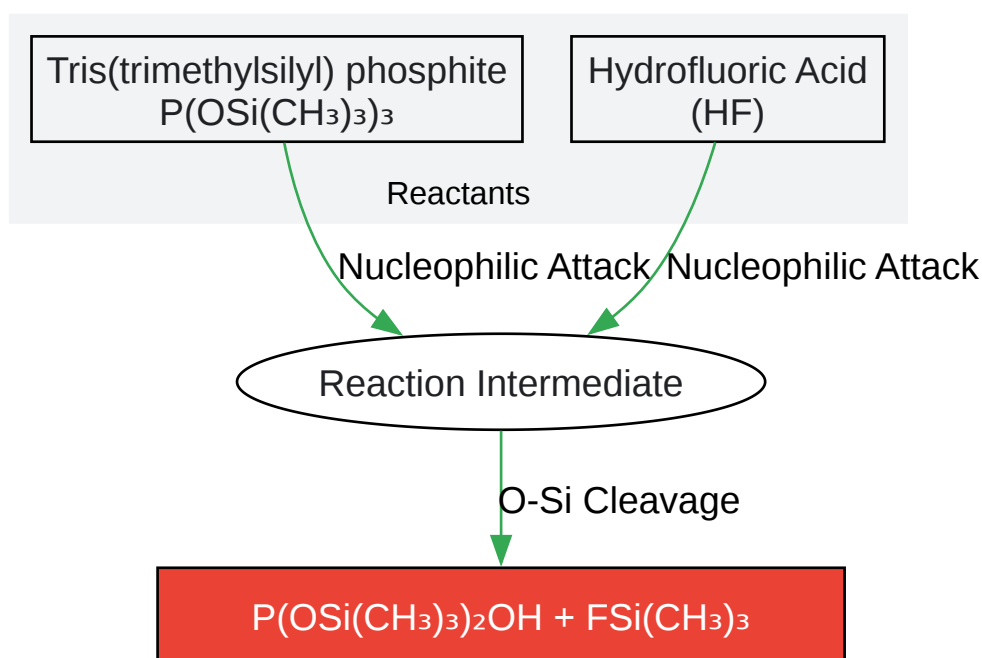 Tris(trimethylsilyl) phosphite
P(OSi(CH₃)₃)₃
Hydrofluoric Acid
(HF)
Reactants
Nucleophilic Attack
Nucleophilic Attack
Reaction Intermediate
O-Si Cleavage
P(OSi(CH₃)₃)₂OH + FSi(CH₃)₃